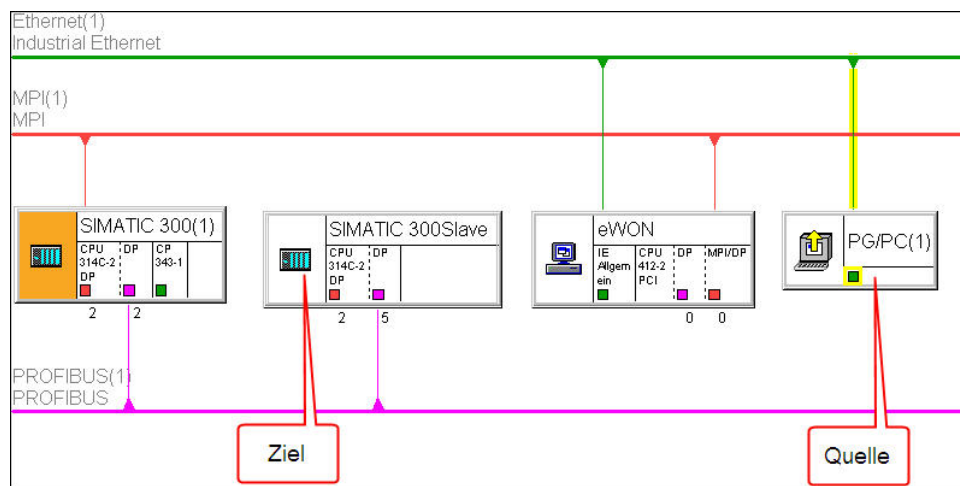 Ethernet(1)
Industrial Ethernet
MPI(1)
MPI
SIMATIC 300(1)
CPU
314C-2
DP
DP
CP
343-1
2
2
SIMATIC 300Slave
CPU
314C-2
DP
DP
2
5
eWON
IE
Allgem
ein
CPU
412-2
PCI
DP
MPI/DP
0
0
PG/PC(1)
PROFIBUS(1)
PROFIBUS
Ziel
Quelle